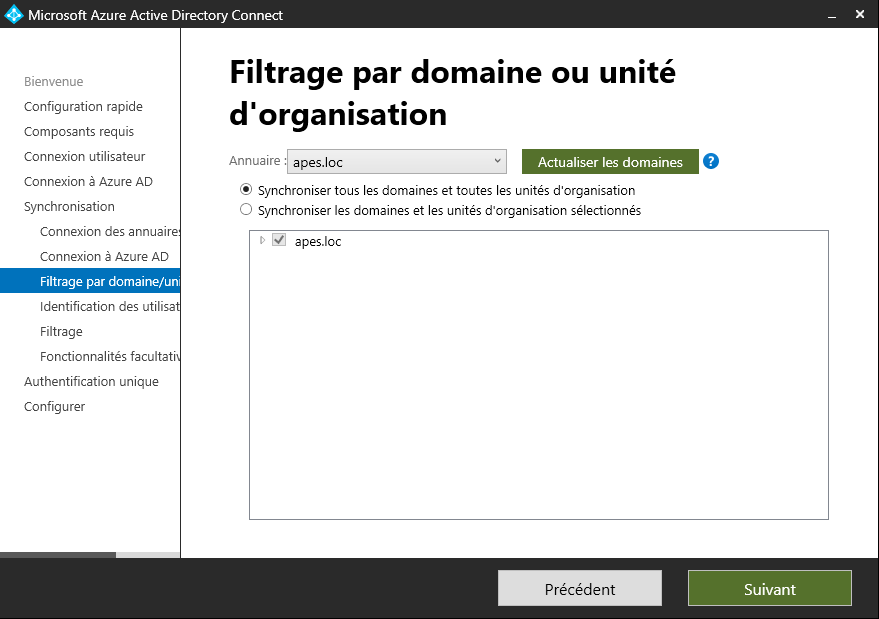 Microsoft Azure Active Directory Connect
Bienvenue
Configuration rapide
Composants requis
Connexion utilisateur
Connexion à Azure AD
Synchronisation
Connexion des annuaires
Connexion à Azure AD
Filtrage par domaine/uni
Identification des utilisat
Filtrage
Fonctionnalités facultativ
Authentification unique
Configurer
Filtrage par domaine ou unité
d'organisation
Annuaire : apes.loc Actualiser les domaines ?
Synchroniser tous les domaines et toutes les unités d'organisation
Synchroniser les domaines et les unités d'organisation sélectionnés
apes.loc
Précédent Suivant